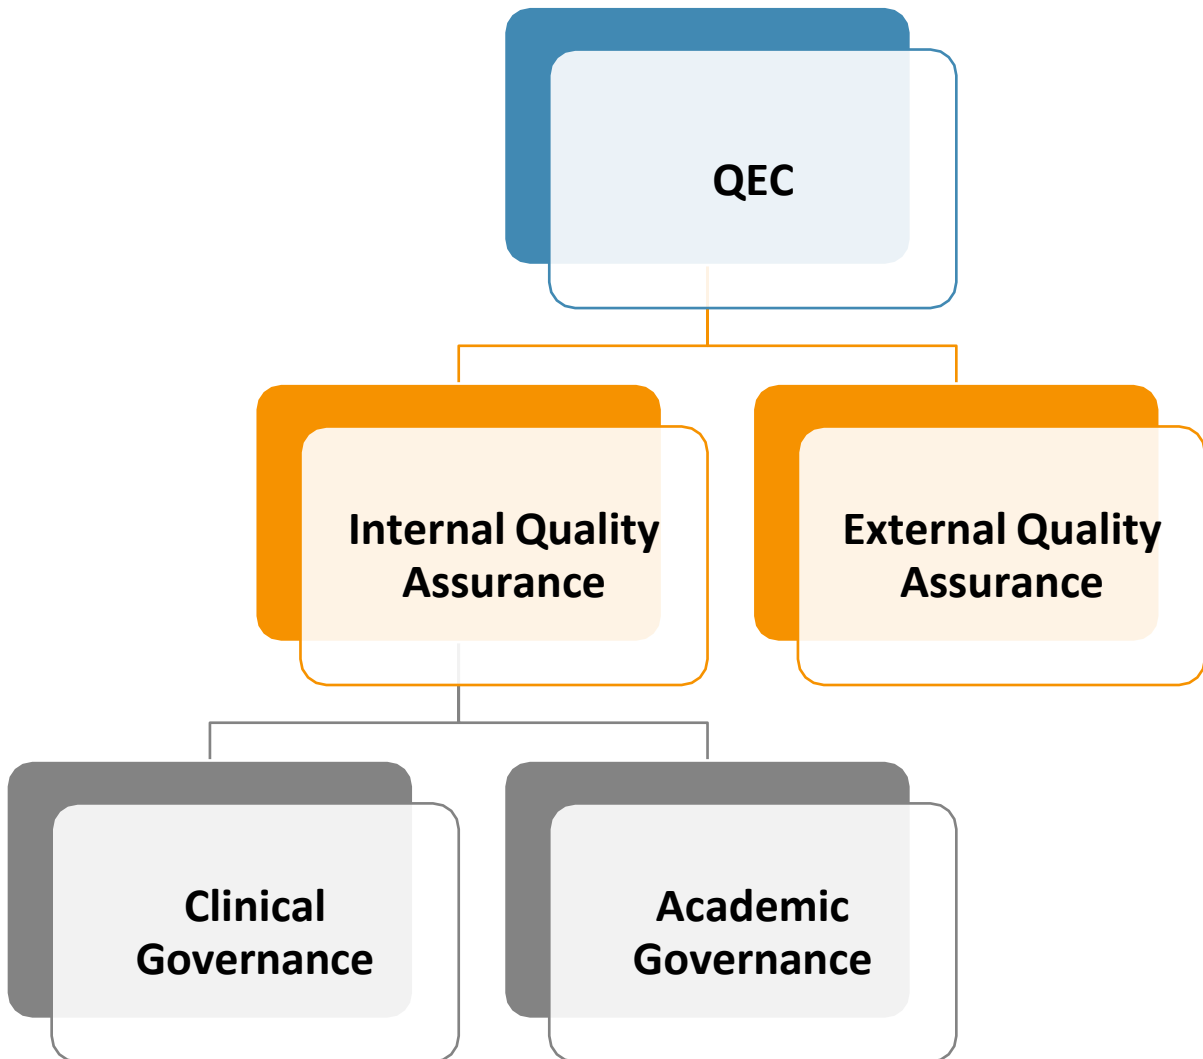 QEC
Internal Quality
Assurance
External Quality
Assurance
Clinical
Governance
Academic
Governance